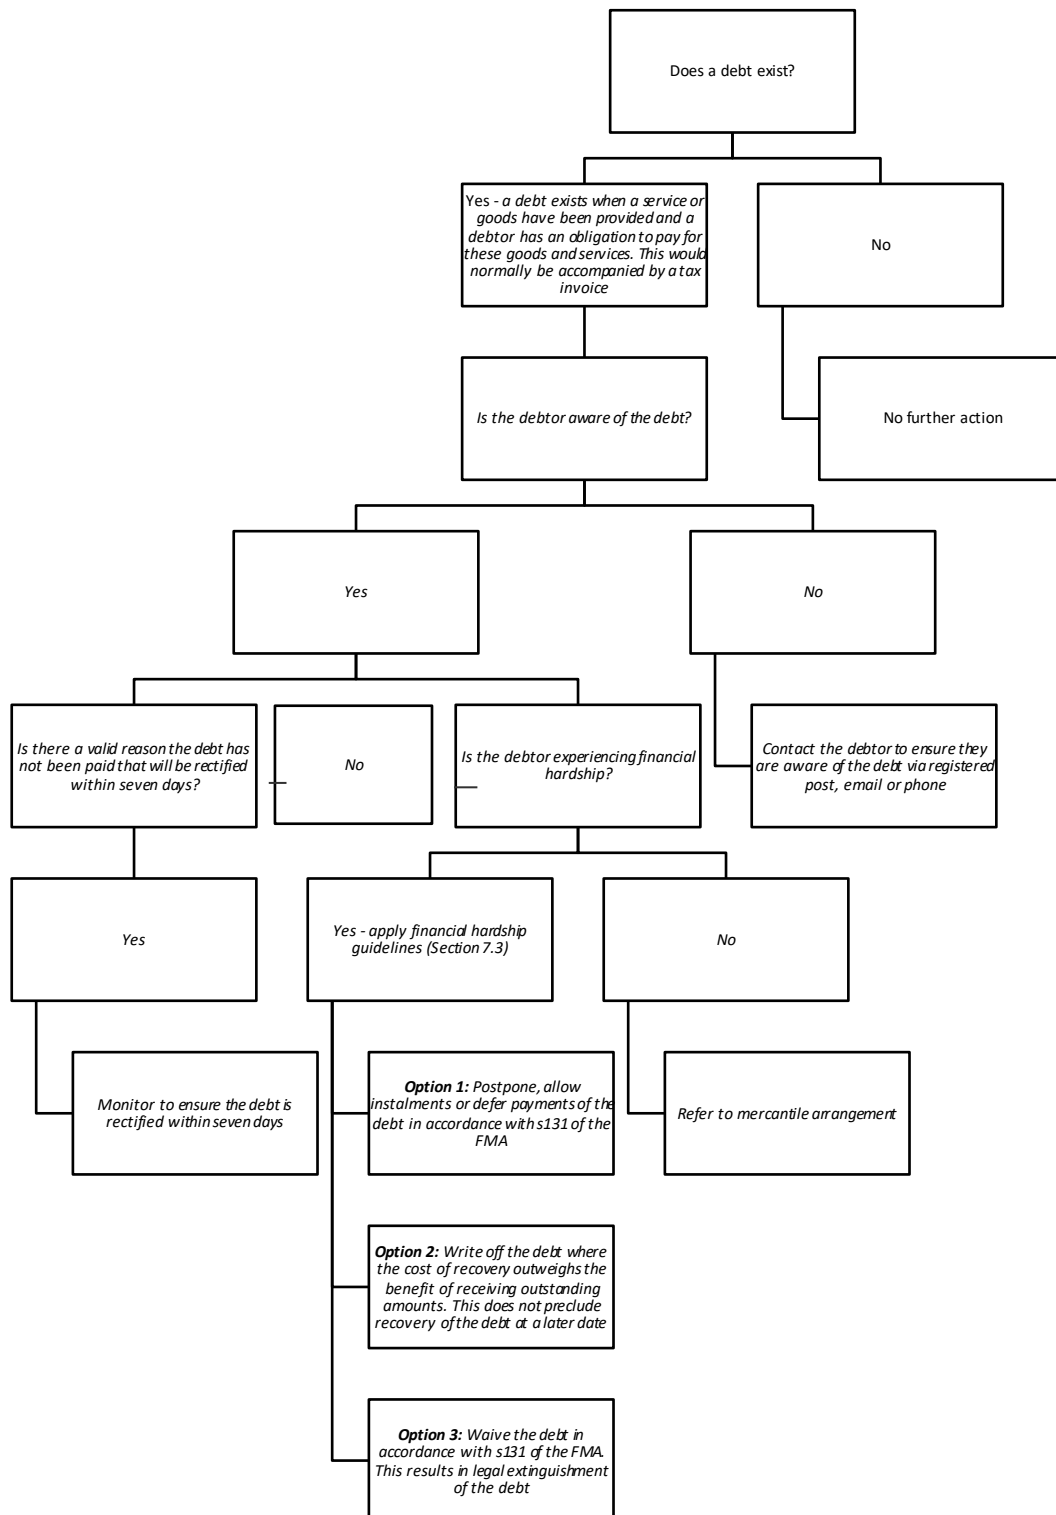 Does a debt exist?
Yes - a debt exists when a service or
goods have been provided and a
debtor has an obligation to pay for
these goods and services. This would
normally be accompanied by a tax
invoice
No
Is the debtor aware of the debt?
No further action
Yes
No
Is there a valid reason the debt has
not been paid that will be rectified
within seven days?
No
Is the debtor experiencing financial
hardship?
Contact the debtor to ensure they
are aware of the debt via registered
post, email or phone
Yes
Yes - apply financial hardship
guidelines (Section 7.3)
No
Monitor to ensure the debt is
rectified within seven days
Option 1: Postpone, allow
instalments or defer payments of the
debt in accordance with s131 of the
FMA
Refer to mercantile arrangement
Option 2: Write off the debt where
the cost of recovery outweighs the
benefit of receiving outstanding
amounts. This does not preclude
recovery of the debt at a later date
Option 3: Waive the debt in
accordance with s131 of the FMA.
This results in legal extinguishment
of the debt